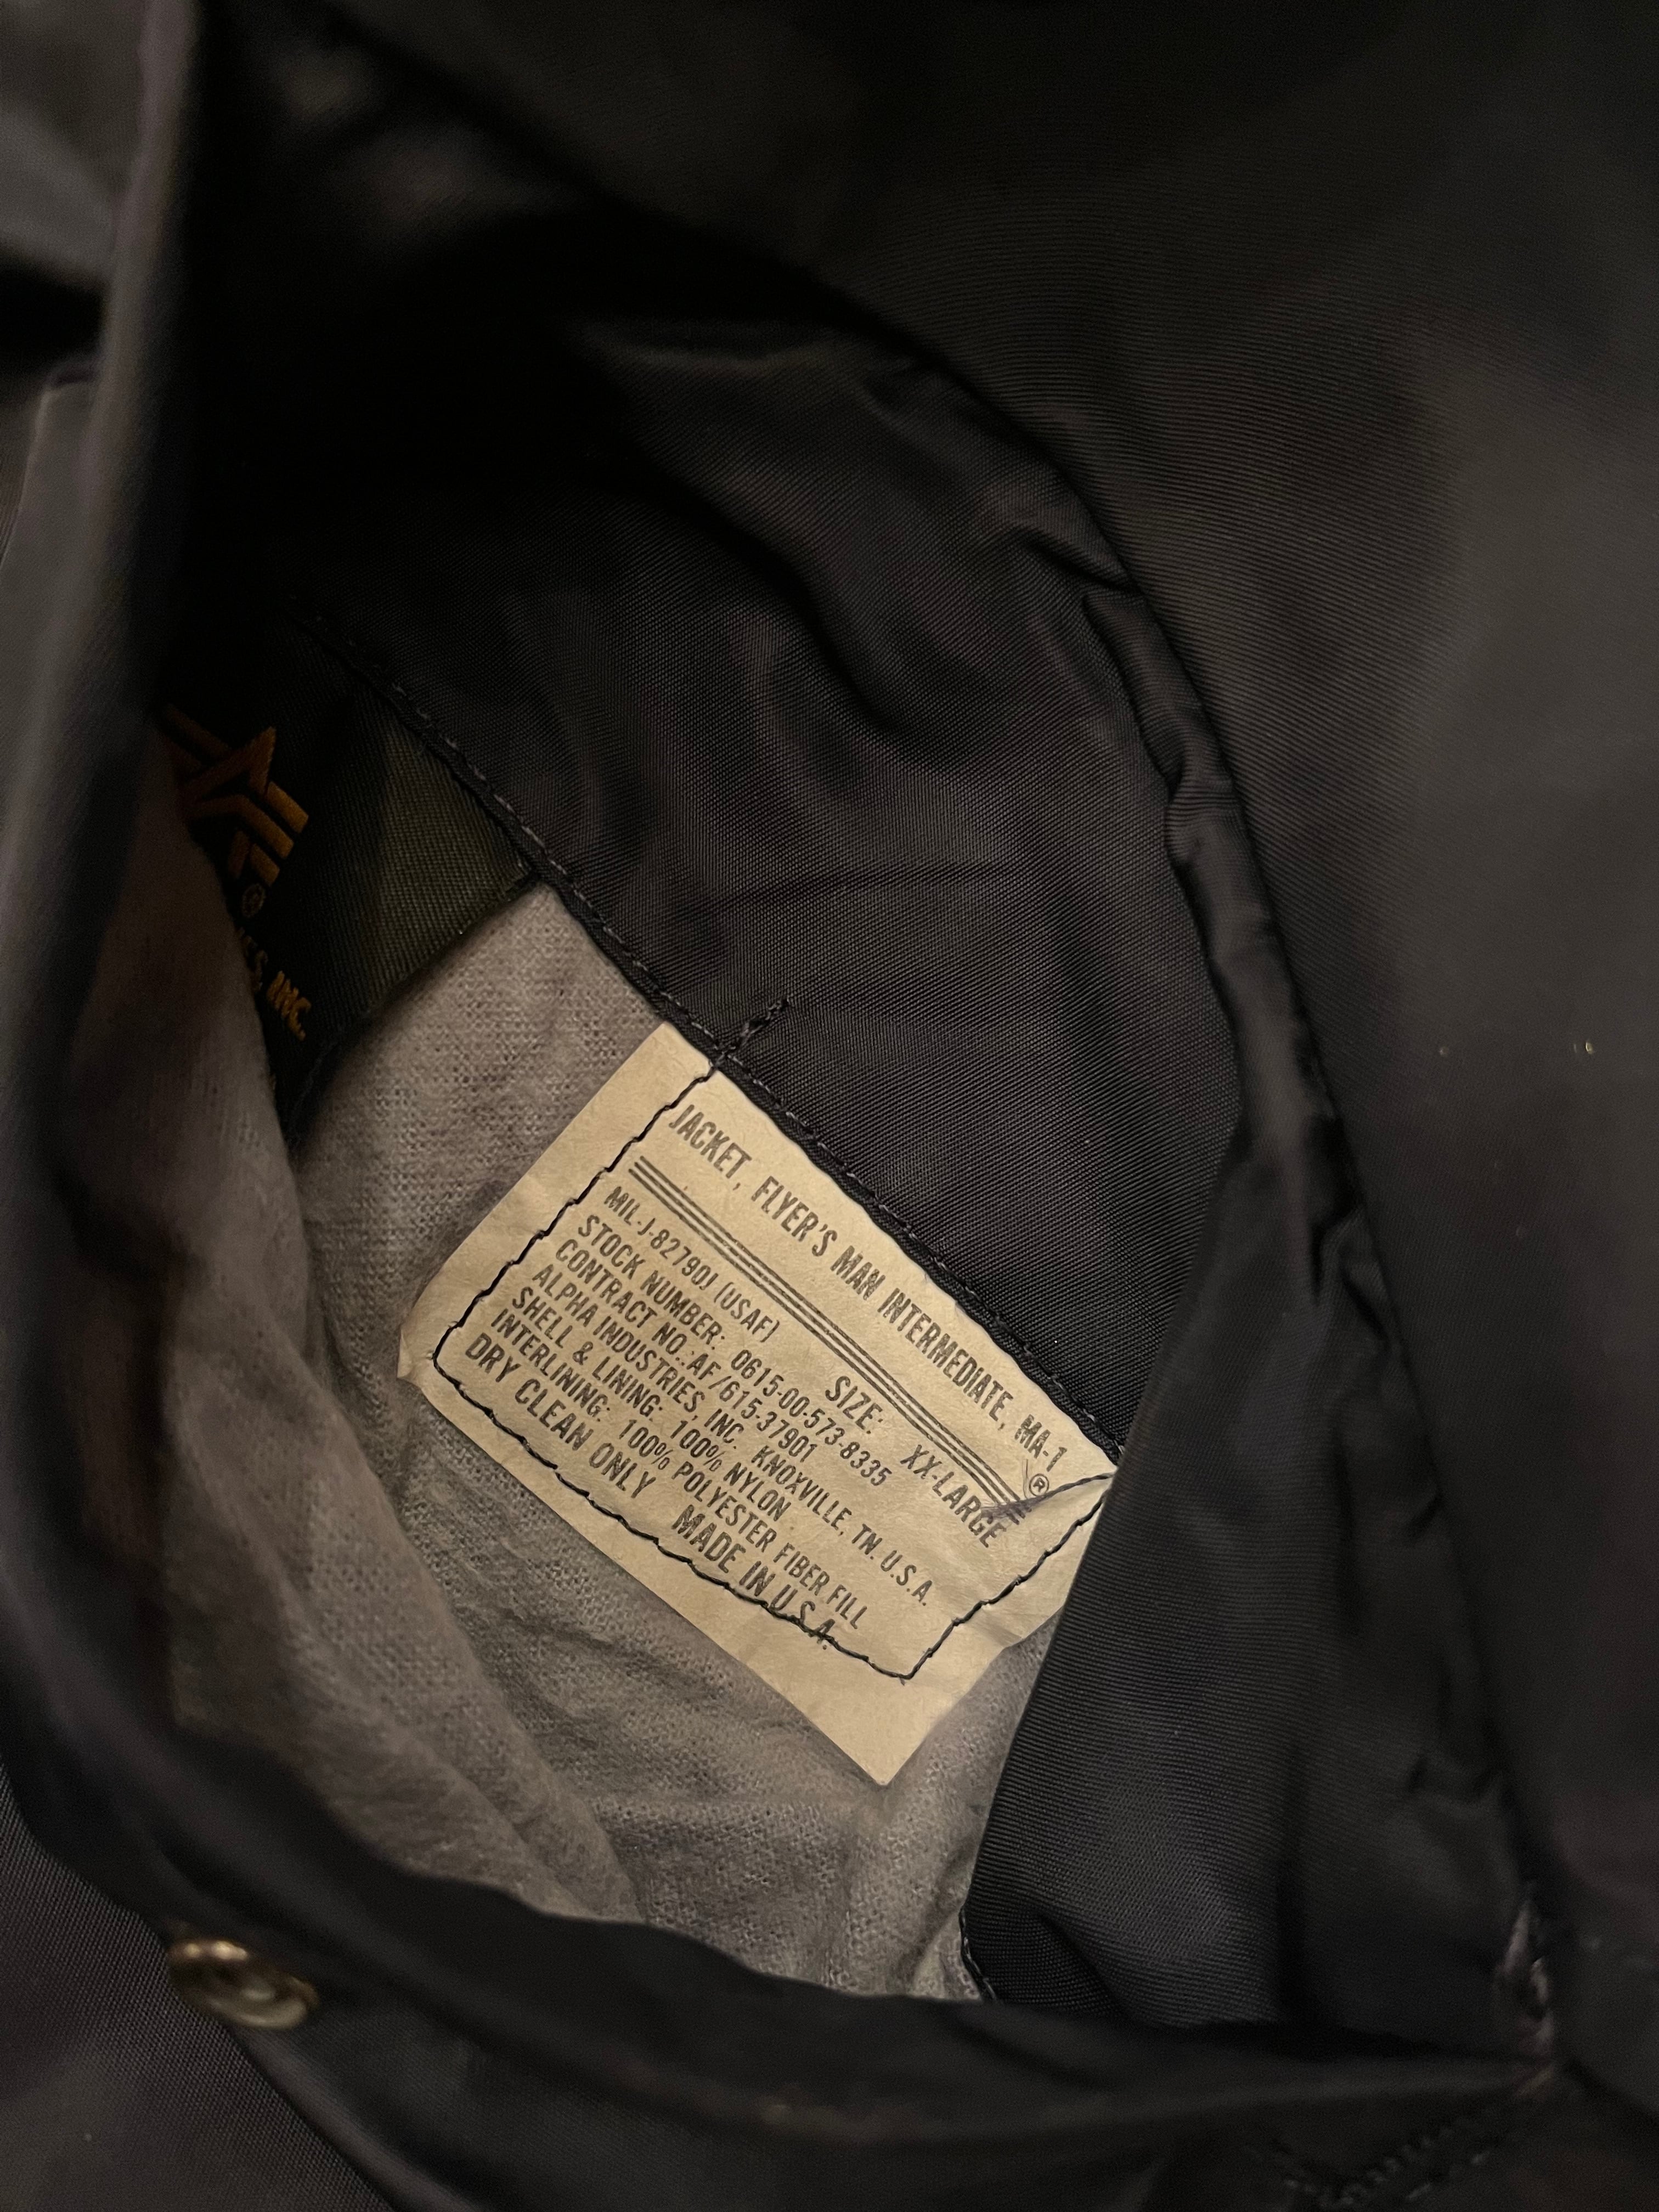 ®
INC.
JACKET, FLYER'S MAN INTERMEDIATE, MA-1
®
MIL-J-8279OJ (USAF) SIZE: XX-LARGE
STOCK NUMBER: 0615-00-573-8335
CONTRACT NO.:AF/615-37901
ALPHA INDUSTRIES, INC. KNOXVILLE, TN. U.S.A.
SHELL & LINING: 100% NYLON
INTERLINING: 100% POLYESTER FIBER FILL
DRY CLEAN ONLY MADE IN U.S.A.